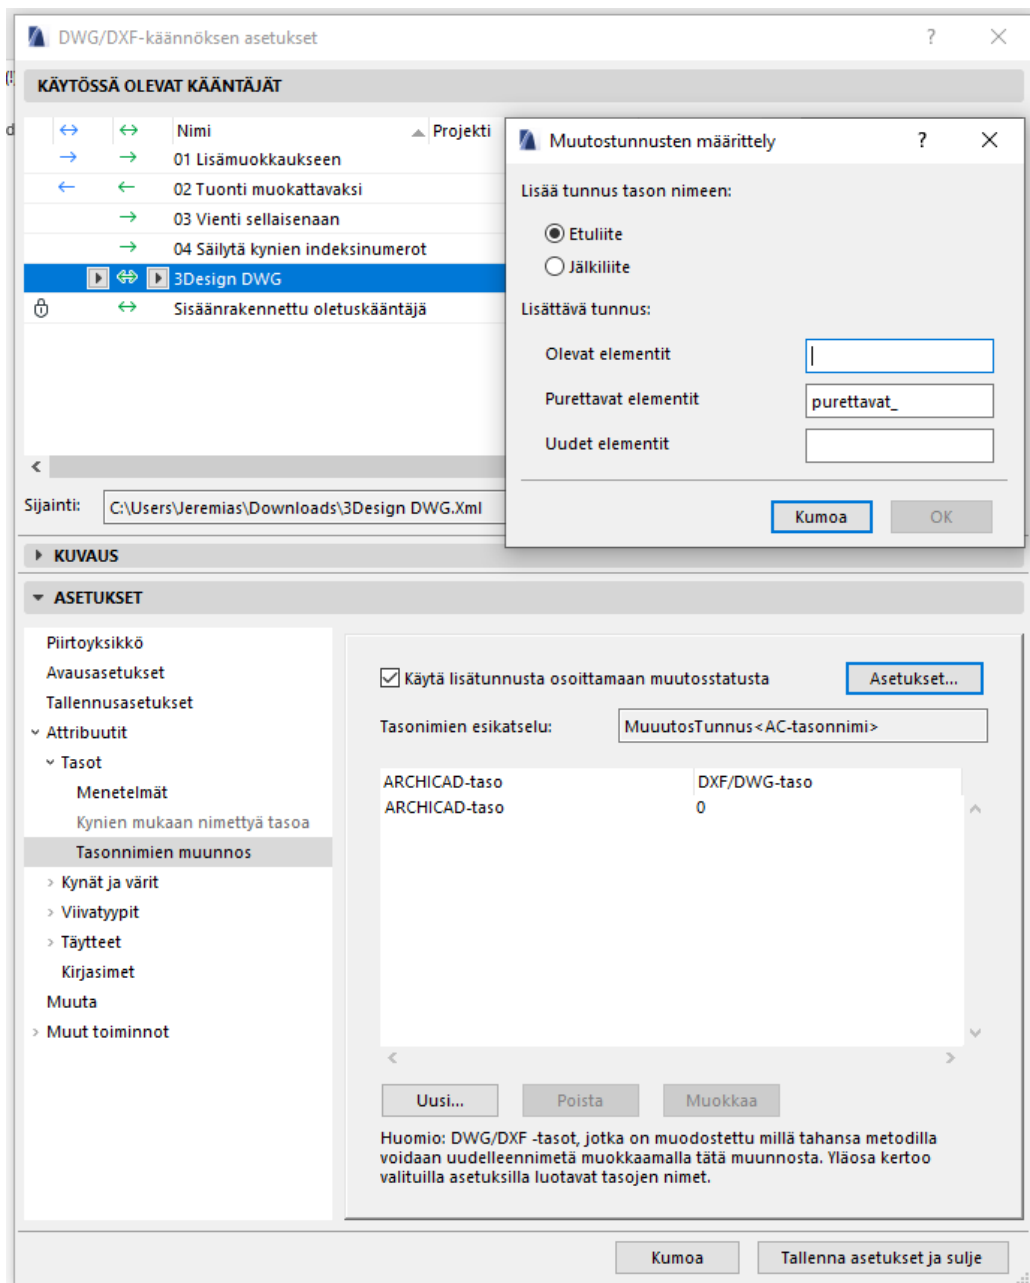 DWG/DXF-käännöksen asetukset
?
(!
KÄYTÖSSÄ OLEVAT KÄÄNTÄJÄT
d
Nimi
Projekti
01 Lisämuokkaukseen
02 Tuonti muokattavaksi
03 Vienti sellaisenaan
04 Säilytä kynien indeksinumerot
3Design DWG
Sisäänrakennettu oletuskääntäjä
Muutostunnusten määrittely
?
Lisää tunnus tason nimeen:
Etuliite
Jälkiliite
Lisättävä tunnus:
Olevat elementit
Purettavat elementit
purettavat_
Uudet elementit
Kumoa
OK
Sijainti:
C:\Users\Jeremias\Downloads\3Design DWG.Xml
KUVAUS
ASETUKSET
Piirtoyksikkö
Avausasetukset
Tallennusasetukset
Attribuutit
Tasot
Menetelmät
Kynien mukaan nimettyä tasoa
Tasonnimien muunnos
Kynät ja värit
Viivatyypit
Täytteet
Kirjasimet
Muuta
Muut toiminnot
Käytä lisätunnusta osoittamaan muutosstatusta
Asetukset...
Tasonimien esikatselu:
MuuutosTunnus<AC-tasonnimi>
ARCHICAD-taso
DXF/DWG-taso
ARCHICAD-taso
0
Uusi...
Poista
Muokkaa
Huomio: DWG/DXF -tasot, jotka on muodostettu millä tahansa metodilla
voidaan uudelleennimetä muokkaamalla tätä muunnosta. Yläosa kertoo
valituilla asetuksilla luotavat tasojen nimet.
Kumoa
Tallenna asetukset ja sulje